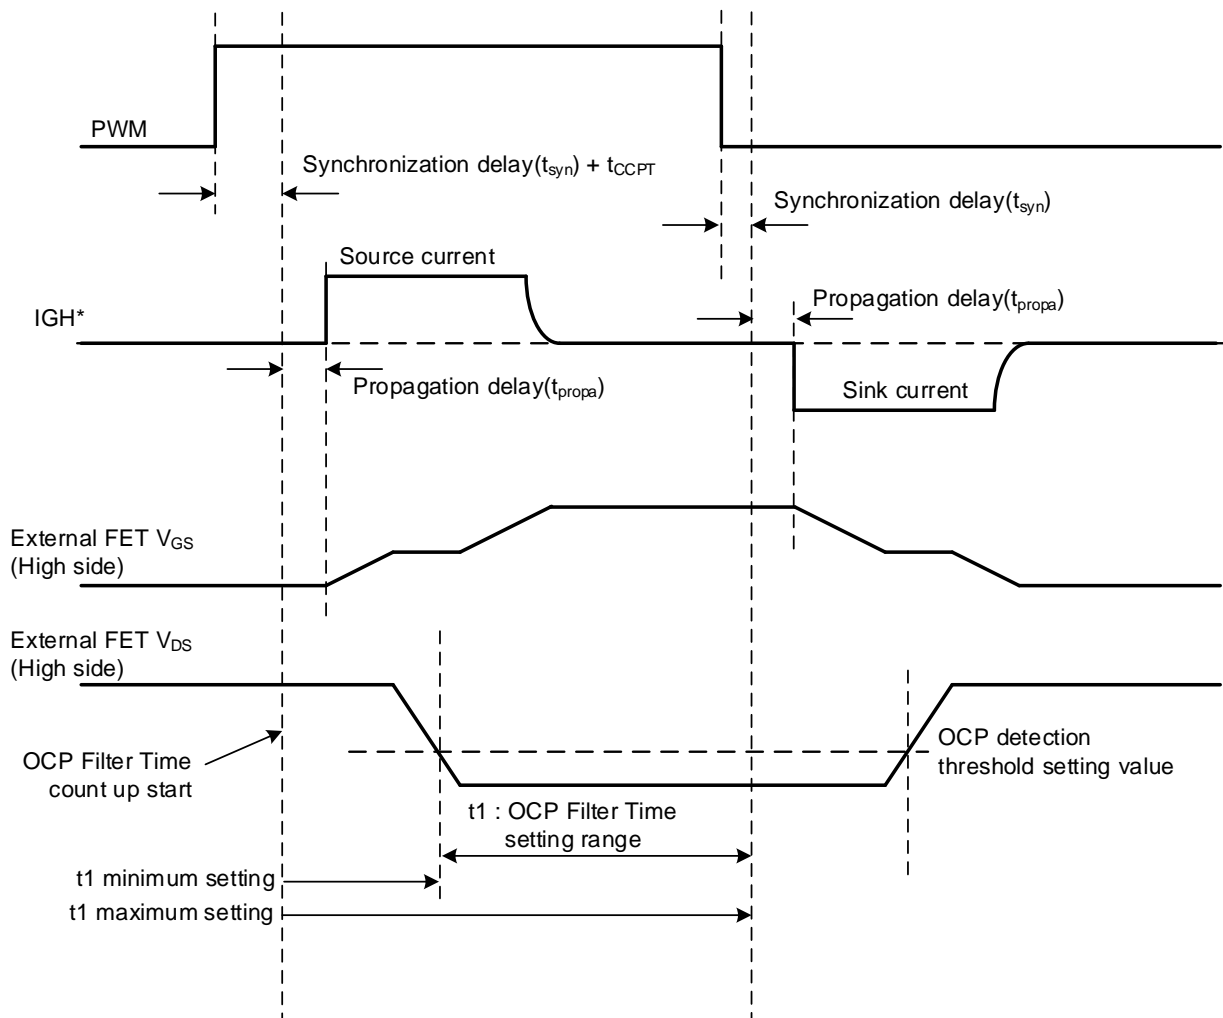 PWM
Synchronization delay(tsyn) + tCCPT
Synchronization delay(tsyn)
Source current
Propagation delay(tpropa)
IGH*
Propagation delay(tpropa)
Sink current
External FET VGS
(High side)
External FET VDS
(High side)
OCP Filter Time
count up start
OCP detection
threshold setting value
t1 : OCP Filter Time
setting range
t1 minimum setting
t1 maximum setting